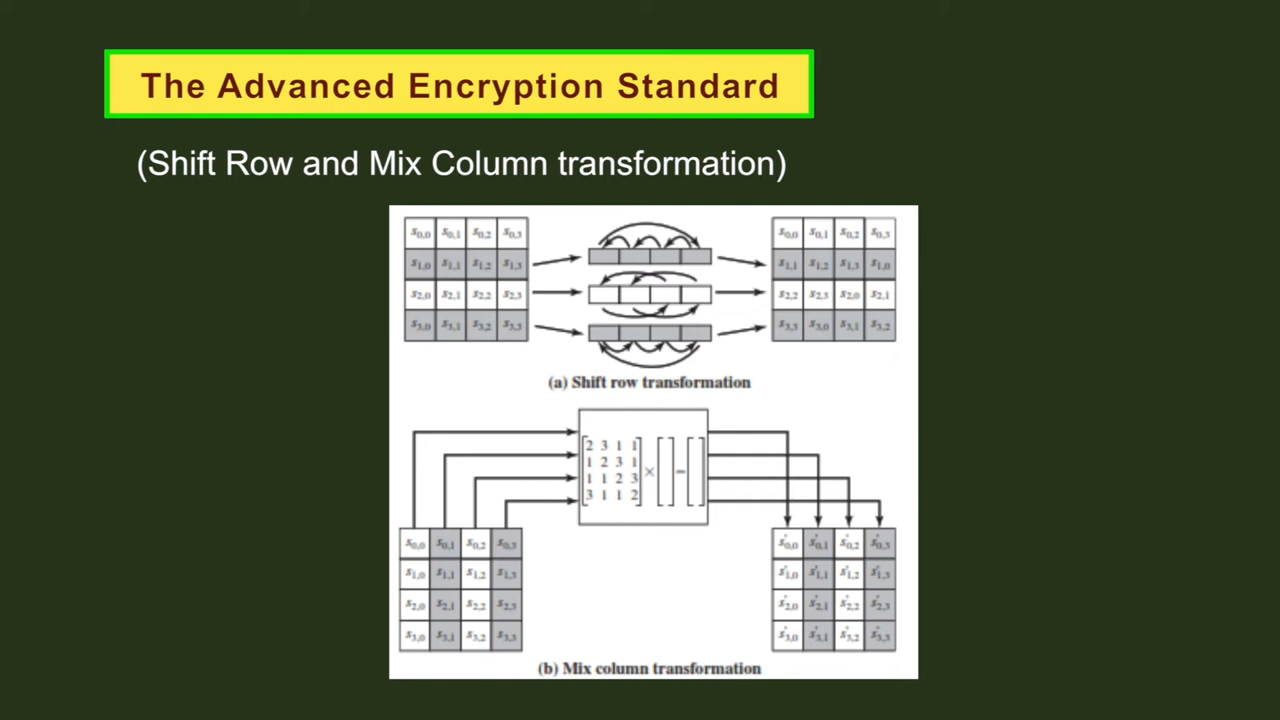 The Advanced Encryption Standard
(Shift Row and Mix Column transformation)
s0,0 s0,1 s0,2 s0,3 s0,0 s0,1 s0,2 s0,3
s1,0 s1,1 s1,2 s1,3 s1,1 s1,2 s1,3 s1,0
s2,0 s2,1 s2,2 s2,3 s2,2 s2,3 s2,0 s2,1
s3,0 s3,1 s3,2 s3,3 s3,3 s3,0 s3,1 s3,2
(a) Shift row transformation
2 3 1 1
1 2 3 1
× =
1 1 2 3
3 1 1 2
s0,0 s0,1 s0,2 s0,3 s'0,0 s'0,1 s'0,2 s'0,3
s1,0 s1,1 s1,2 s1,3 s'1,0 s'1,1 s'1,2 s'1,3
s2,0 s2,1 s2,2 s2,3 s'2,0 s'2,1 s'2,2 s'2,3
s3,0 s3,1 s3,2 s3,3 s'3,0 s'3,1 s'3,2 s'3,3
(b) Mix column transformation